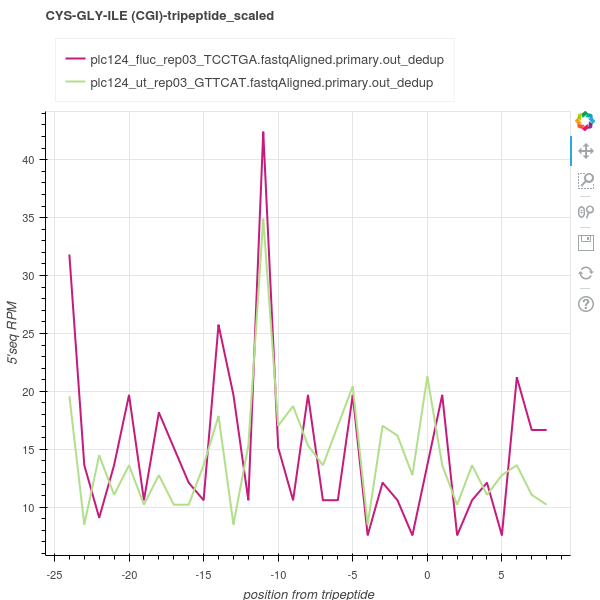 CYS-GLY-ILE (CGI)-tripeptide_scaled
plc124_fluc_rep03_TCCTGA.fastqAligned.primary.out_dedup
plc124_ut_rep03_GTTCAT.fastqAligned.primary.out_dedup
40
35
30
25
20
15
10
5'seq RPM
-25 -20 -15 -10 -5 0 5
position from tripeptide